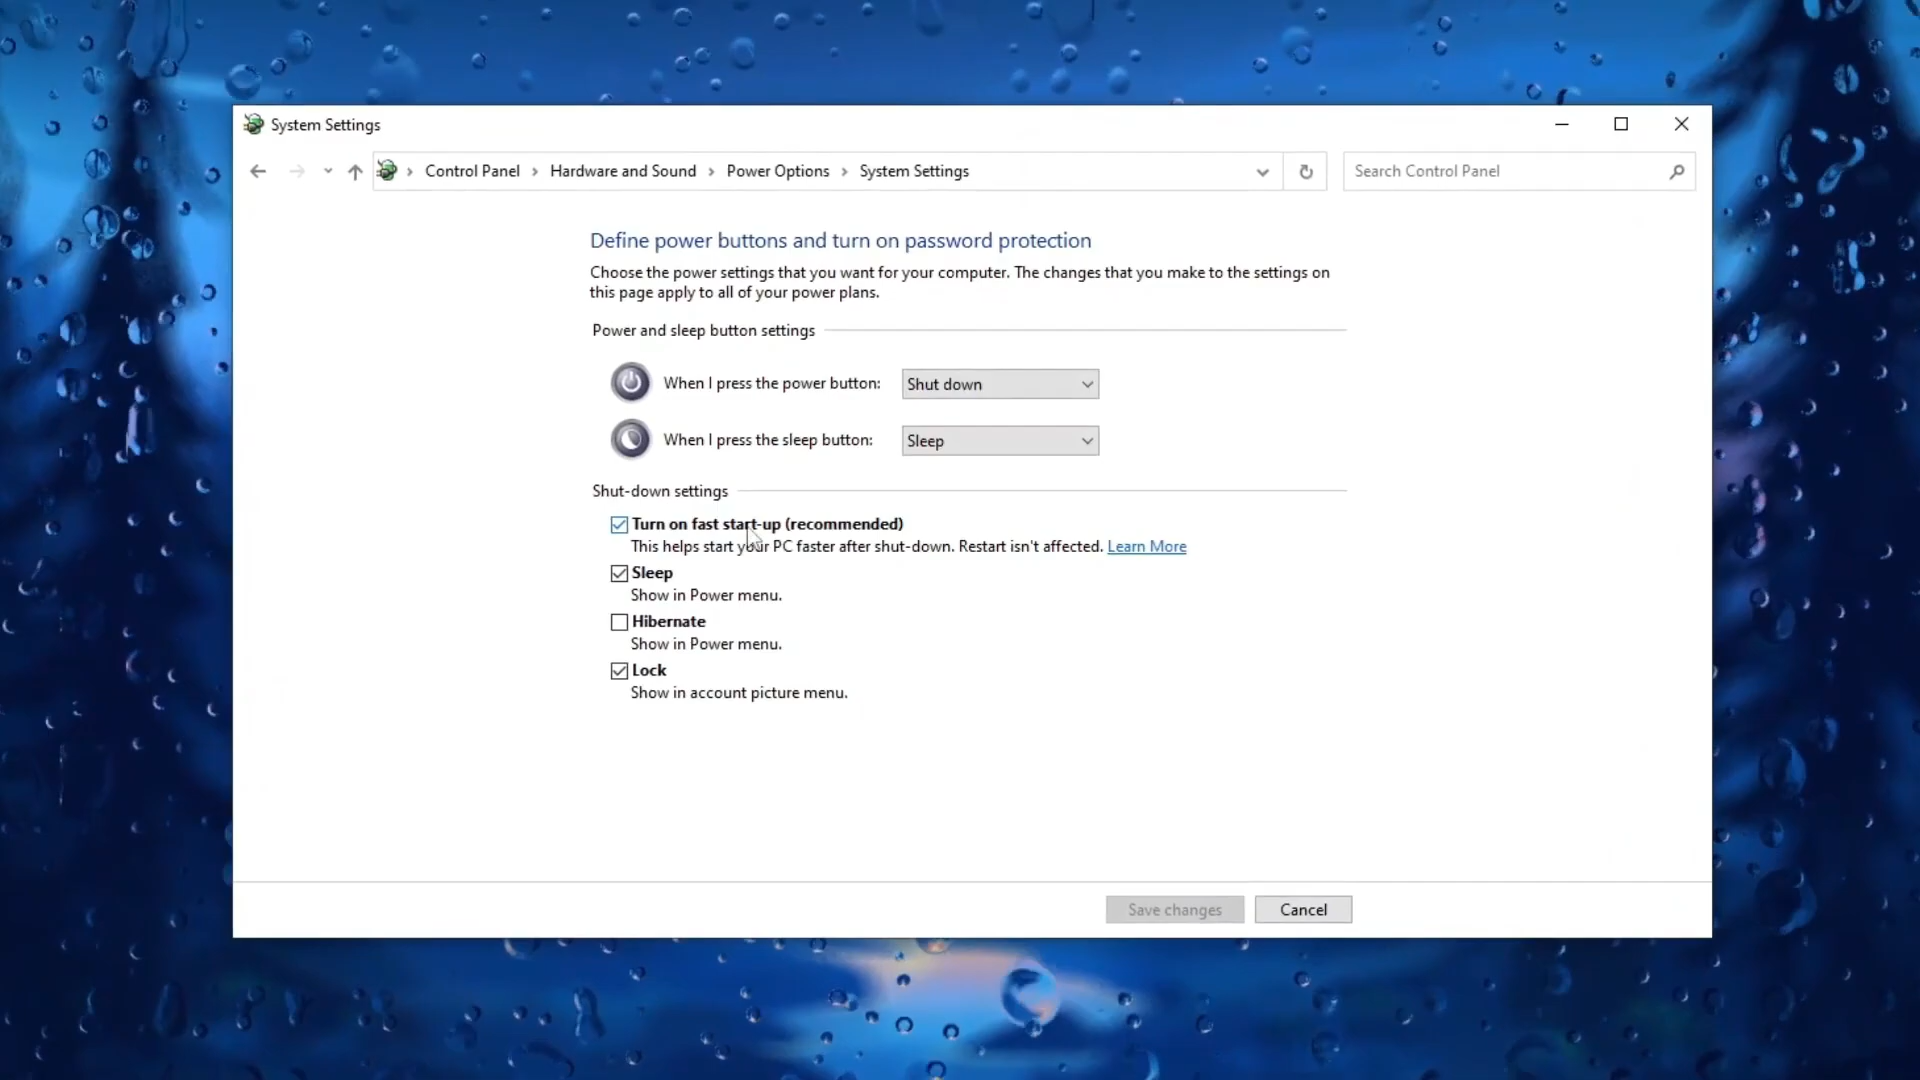 System Settings
Control Panel > Hardware and Sound > Power Options > System Settings
Search Control Panel
Define power buttons and turn on password protection
Choose the power settings that you want for your computer. The changes that you make to the settings on
this page apply to all of your power plans.
Power and sleep button settings
When I press the power button: Shut down
When I press the sleep button: Sleep
Shut-down settings
Turn on fast start-up (recommended)
This helps start your PC faster after shut-down. Restart isn't affected. Learn More
Sleep
Show in Power menu.
Hibernate
Show in Power menu.
Lock
Show in account picture menu.
Save changes Cancel